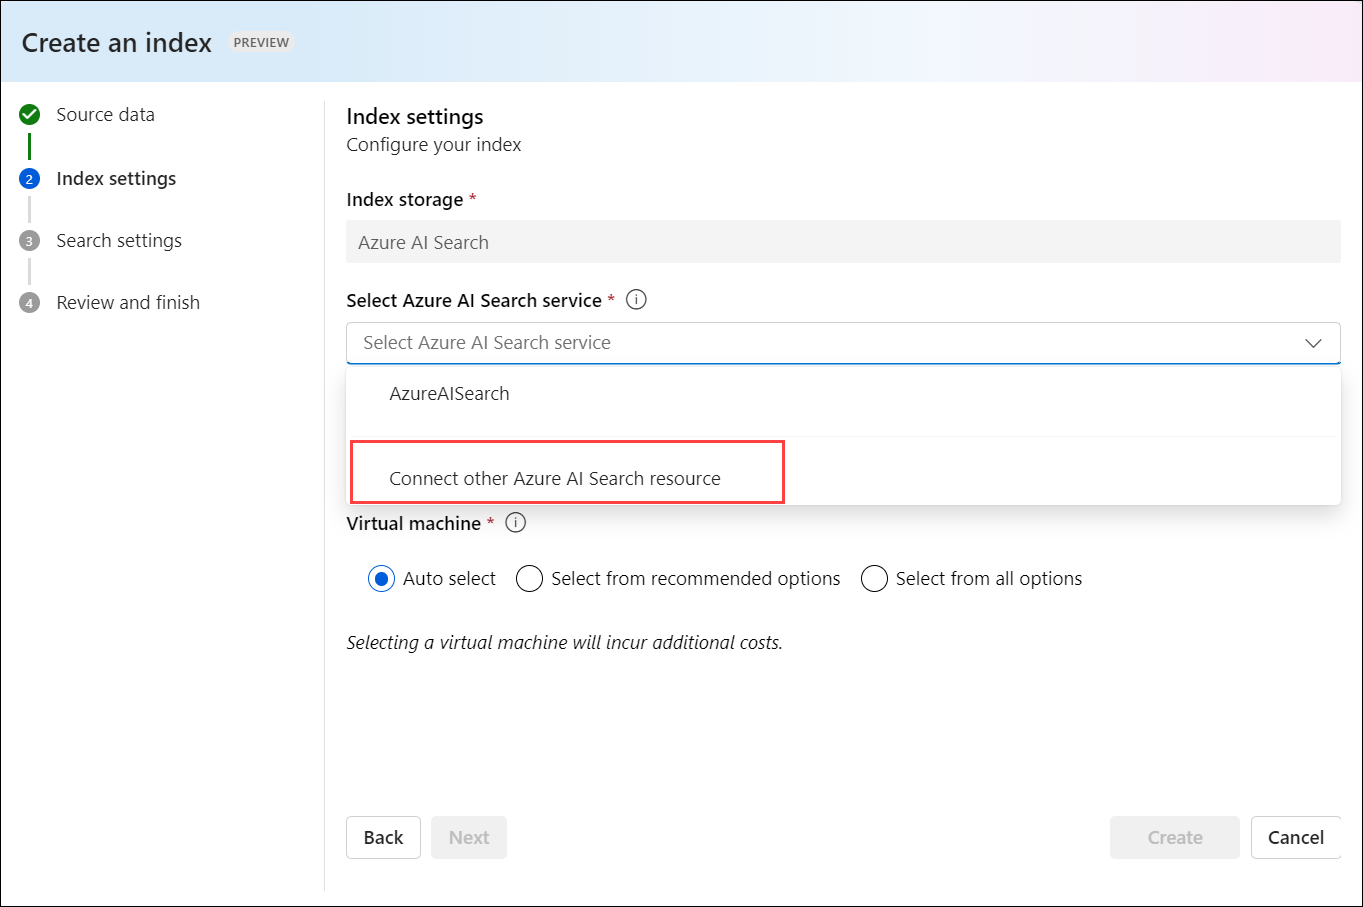 Create an index PREVIEW
Source data
2 Index settings
3 Search settings
4 Review and finish
Index settings
Configure your index
Index storage *
Azure AI Search
Select Azure AI Search service * i
Select Azure AI Search service
AzureAISearch
Connect other Azure AI Search resource
Virtual machine * i
Auto select Select from recommended options Select from all options
Selecting a virtual machine will incur additional costs.
Back Next Create Cancel